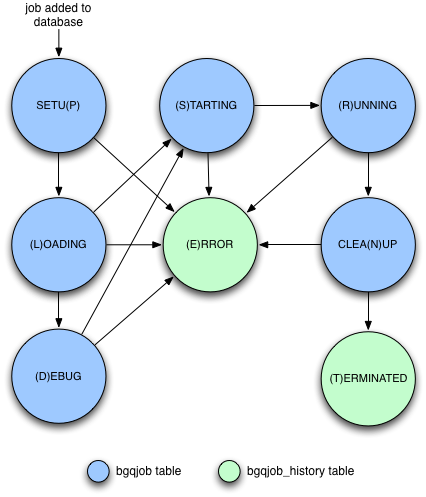 job added to
database
SETU(P)
(S)TARTING
(R)UNNING
(L)OADING
(E)RROR
CLEA(N)UP
(D)EBUG
(T)ERMINATED
bgqjob table
bgqjob_history table